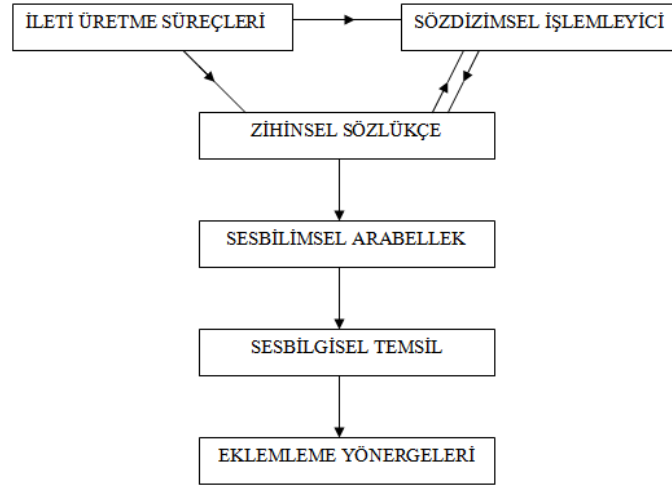 İLETİ ÜRETME SÜREÇLERİ
SÖZDİZİMSEL İŞLEMLEYİCİ
ZİHİNSEL SÖZLÜKÇE
SESBİLİMSEL ARABELLEK
SESBİLGİSEL TEMSİL
EKLEMLEME YÖNERGELERİ